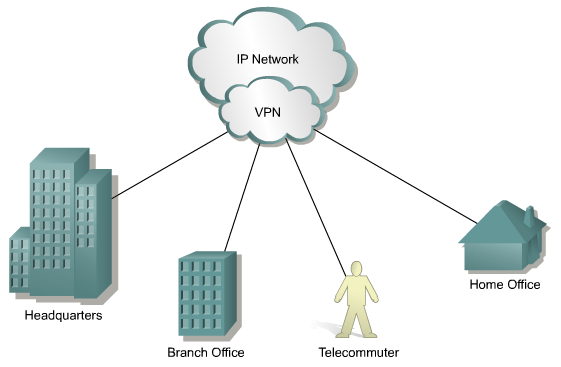 IP Network
VPN
Headquarters
Branch Office
Telecommuter
Home Office